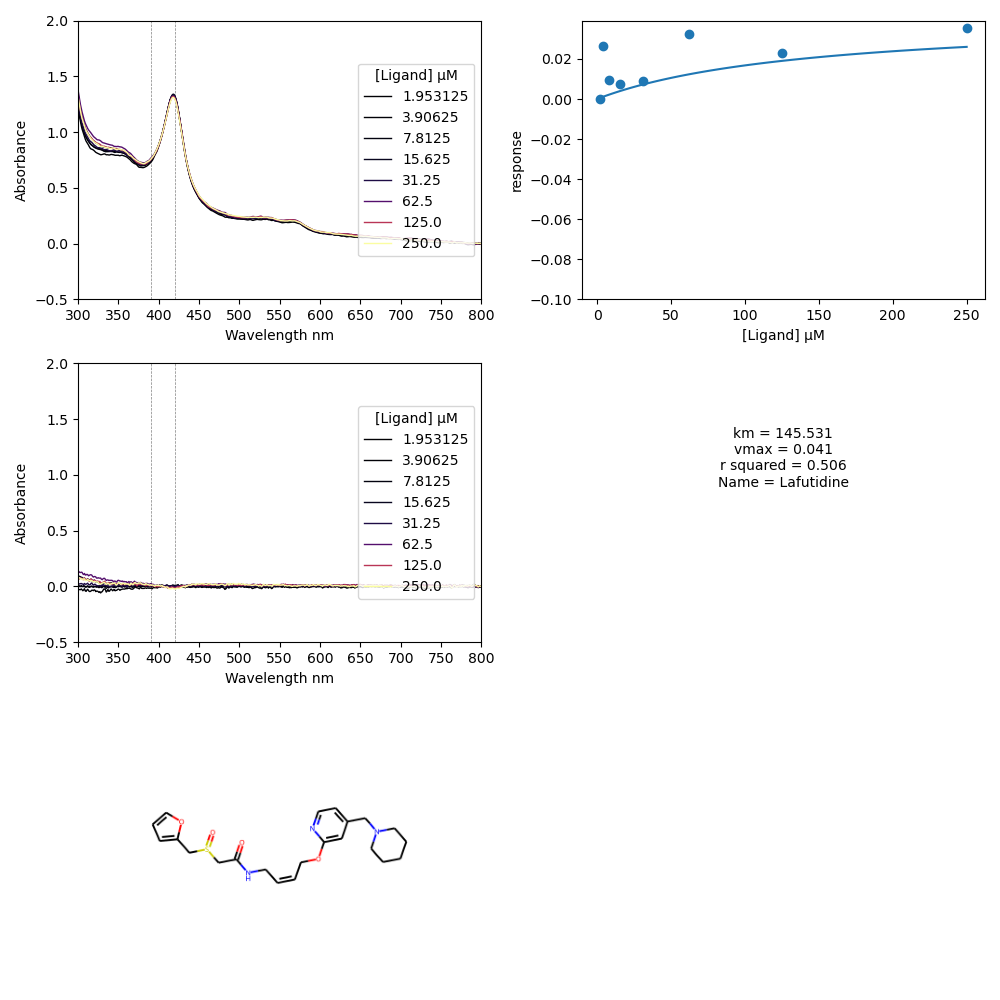 2.0
1.5
1.0
0.5
0.0
−0.5
Absorbance
300 350 400 450 500 550 600 650 700 750 800
Wavelength nm
[Ligand] µM
1.953125
3.90625
7.8125
15.625
31.25
62.5
125.0
250.0
0.02
0.00
−0.02
−0.04
−0.06
−0.08
−0.10
response
0 50 100 150 200 250
[Ligand] µM
2.0
1.5
1.0
0.5
0.0
−0.5
Absorbance
300 350 400 450 500 550 600 650 700 750 800
Wavelength nm
[Ligand] µM
1.953125
3.90625
7.8125
15.625
31.25
62.5
125.0
250.0
km = 145.531
vmax = 0.041
r squared = 0.506
Name = Lafutidine
O
S
O
O
N
H
O
N
N